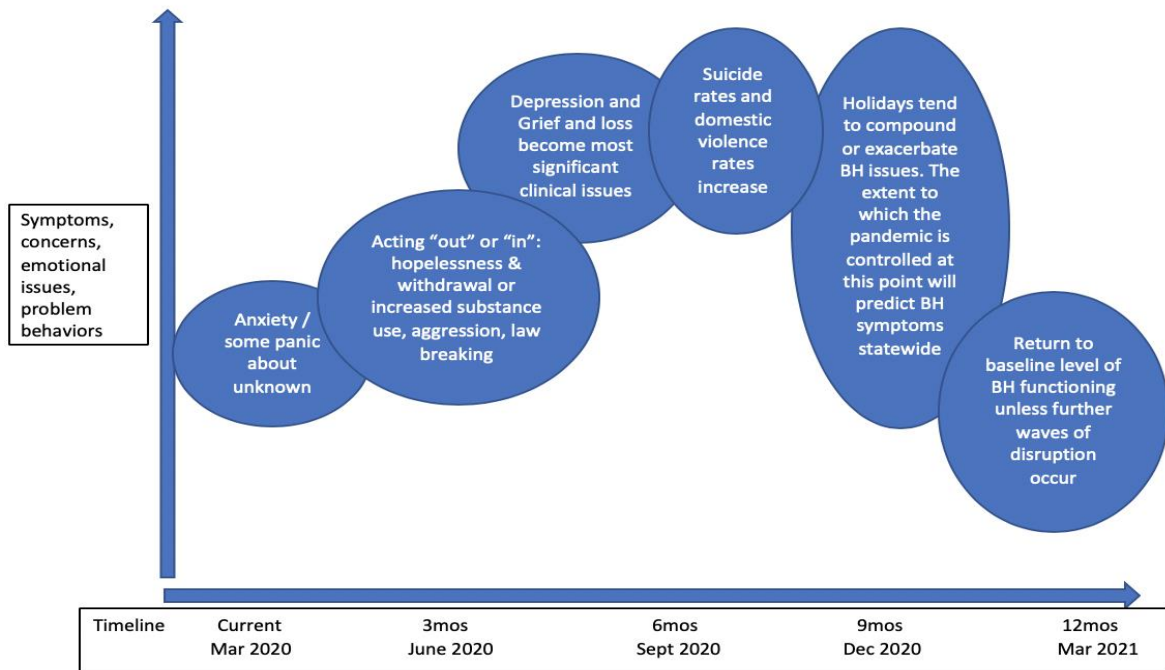 Symptoms,
concerns,
emotional
issues,
problem
behaviors
Anxiety /
some panic
about
unknown
Acting “out” or “in”:
hopelessness &
withdrawal or
increased substance
use, aggression, law
breaking
Depression and
Grief and loss
become most
significant
clinical issues
Suicide
rates and
domestic
violence
rates
increase
Holidays tend
to compound
or exacerbate
BH issues. The
extent to
which the
pandemic is
controlled at
this point will
predict BH
symptoms
statewide
Return to
baseline level of
BH functioning
unless further
waves of
disruption
occur
Timeline
Current
Mar 2020
3mos
June 2020
6mos
Sept 2020
9mos
Dec 2020
12mos
Mar 2021